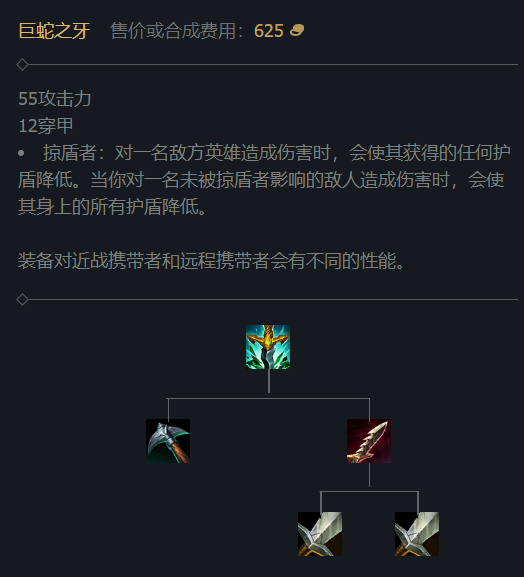 巨蛇之牙 售价或合成费用：625
55攻击力
12穿甲
• 掠盾者：对一名敌方英雄造成伤害时，会使其获得的任何护
盾降低。当你对一名未被掠盾者影响的敌人造成伤害时，会使
其身上的所有护盾降低。
装备对近战携带者和远程携带者会有不同的性能。